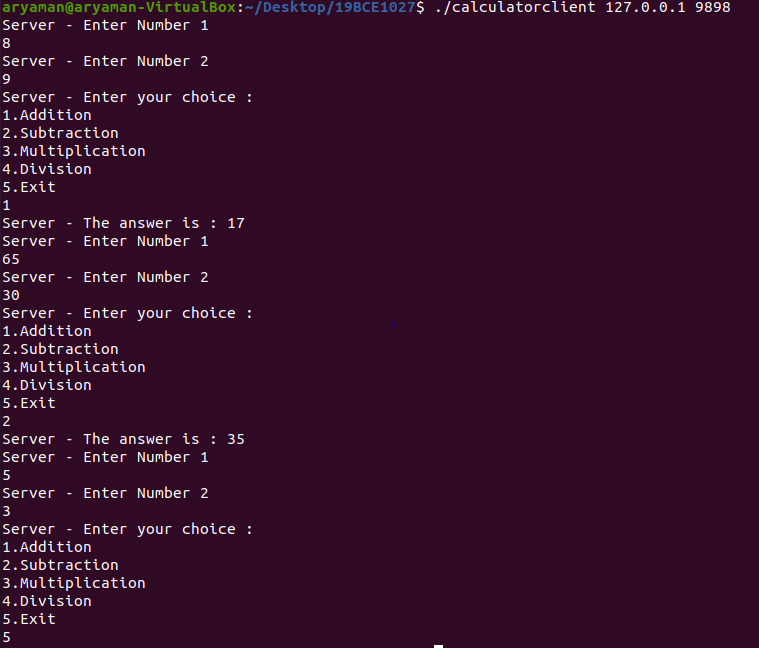 aryaman@aryaman-VirtualBox:~/Desktop/19BCE1027$ ./calculatorclient 127.0.0.1 9898
Server - Enter Number 1
8
Server - Enter Number 2
9
Server - Enter your choice :
1.Addition
2.Subtraction
3.Multiplication
4.Division
5.Exit
1
Server - The answer is : 17
Server - Enter Number 1
65
Server - Enter Number 2
30
Server - Enter your choice :
1.Addition
2.Subtraction
3.Multiplication
4.Division
5.Exit
2
Server - The answer is : 35
Server - Enter Number 1
5
Server - Enter Number 2
3
Server - Enter your choice :
1.Addition
2.Subtraction
3.Multiplication
4.Division
5.Exit
5